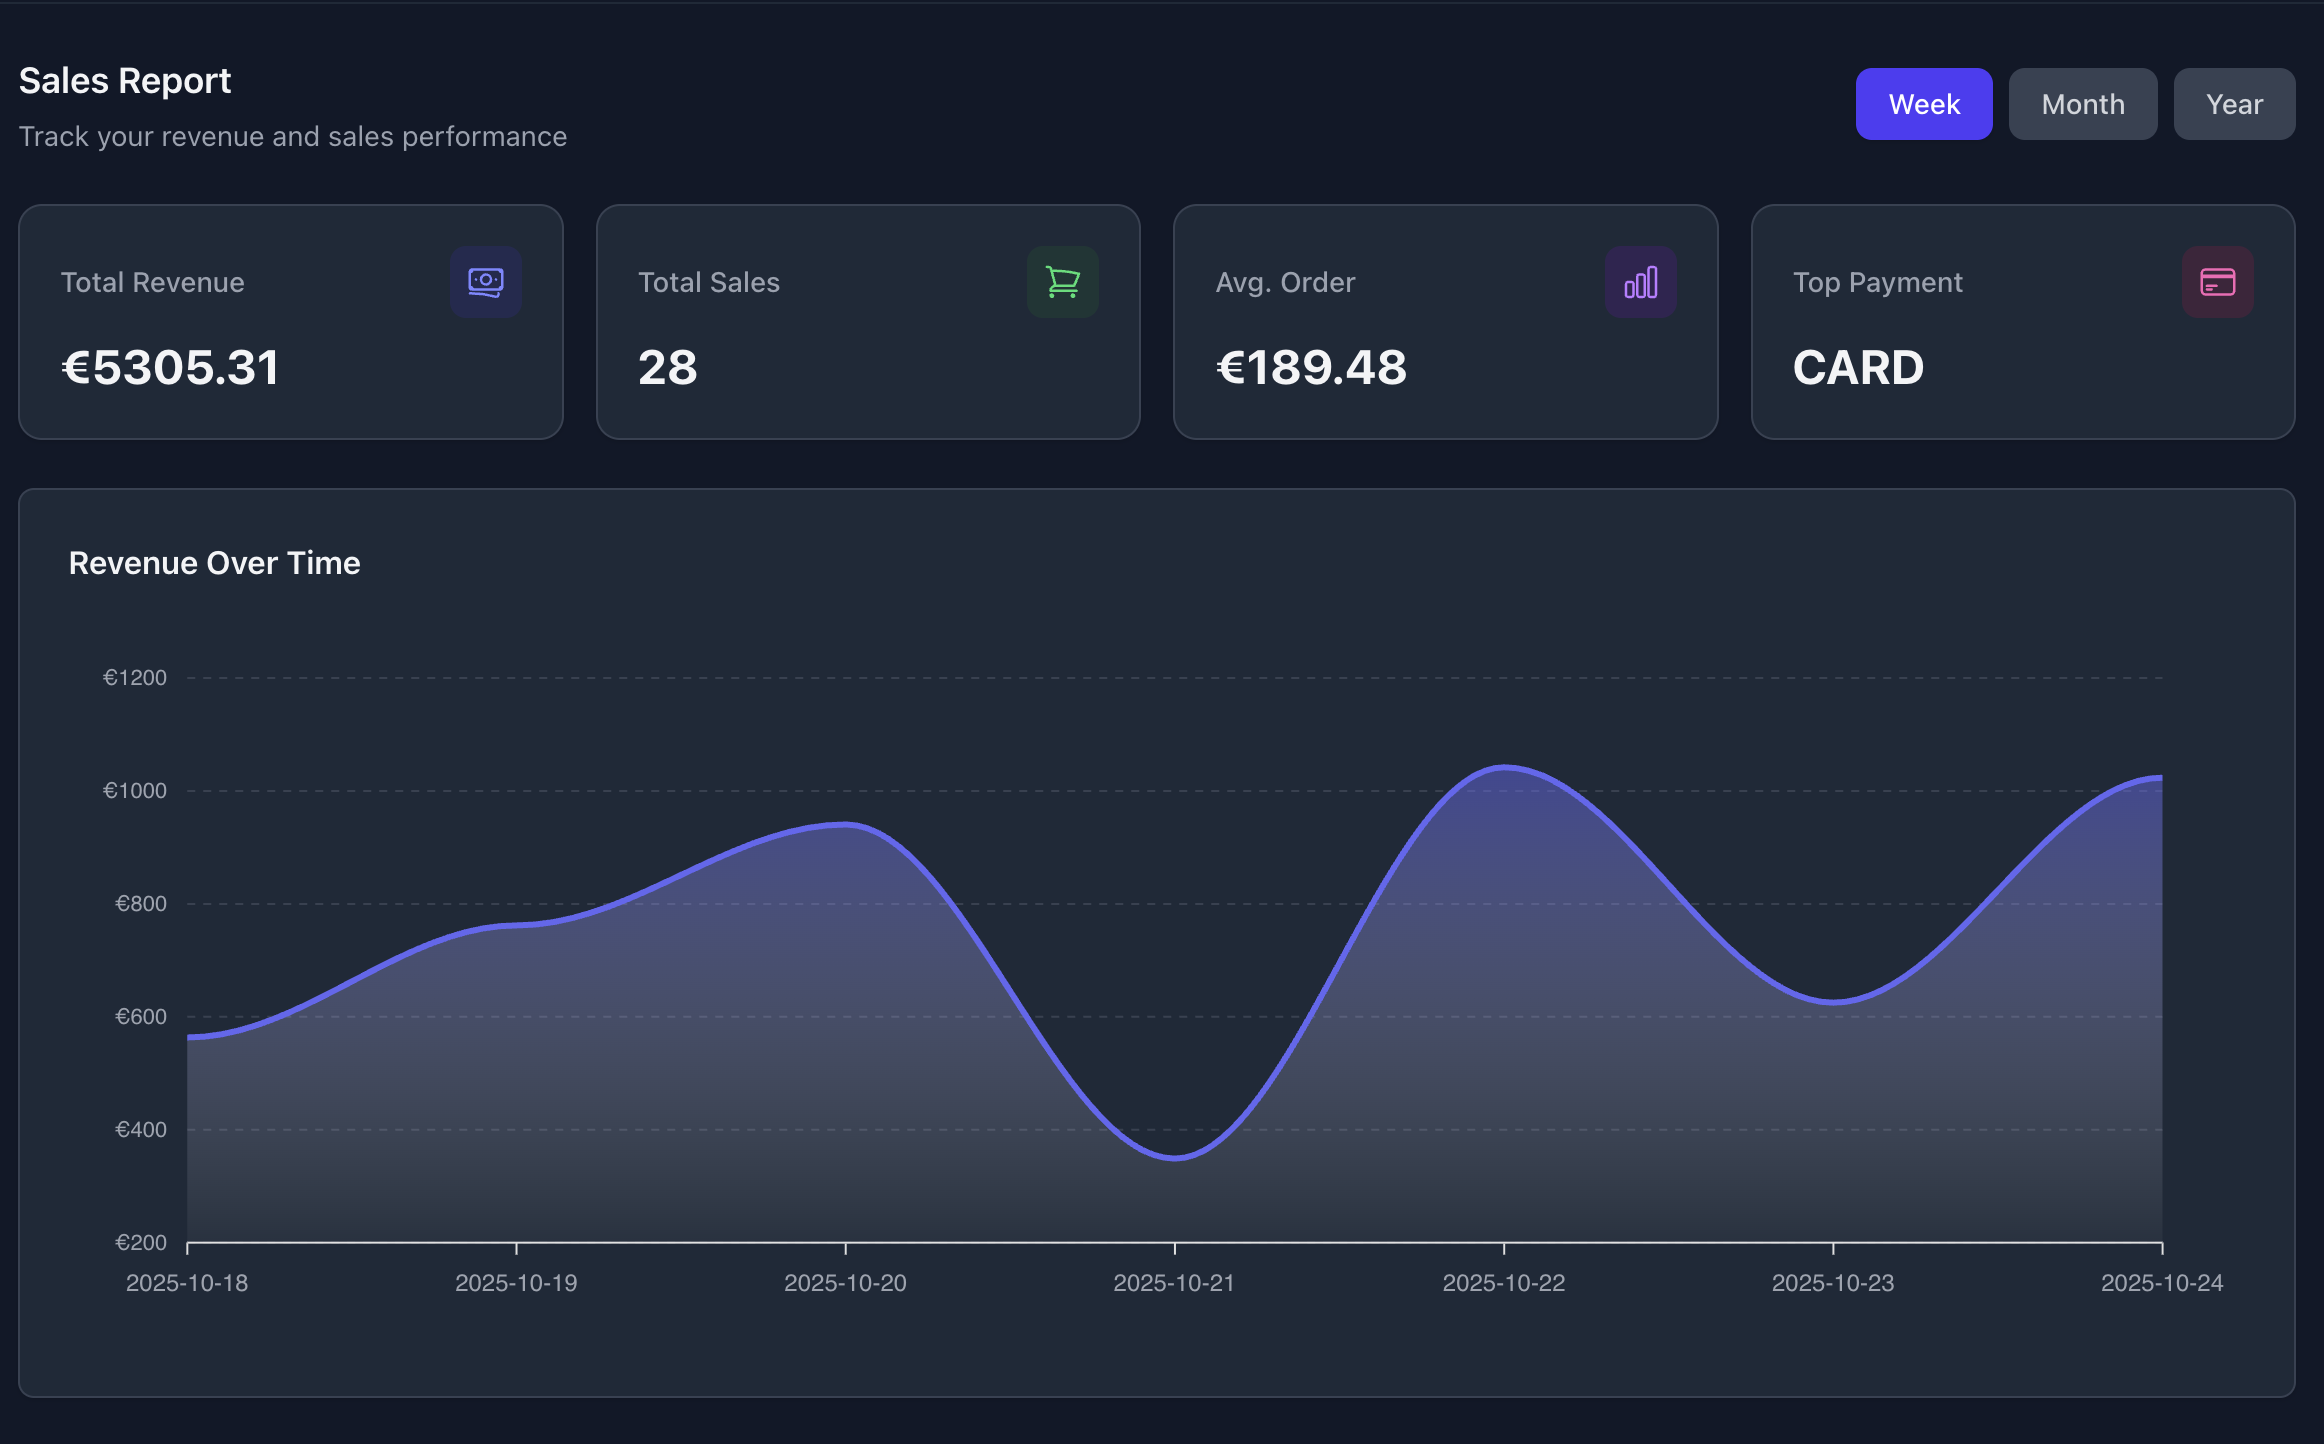 Sales Report
Track your revenue and sales performance
Week Month Year
Total Revenue
€5305.31
Total Sales
28
Avg. Order
€189.48
Top Payment
CARD
Revenue Over Time
€1200
€1000
€800
€600
€400
€200
2025-10-18 2025-10-19 2025-10-20 2025-10-21 2025-10-22 2025-10-23 2025-10-24